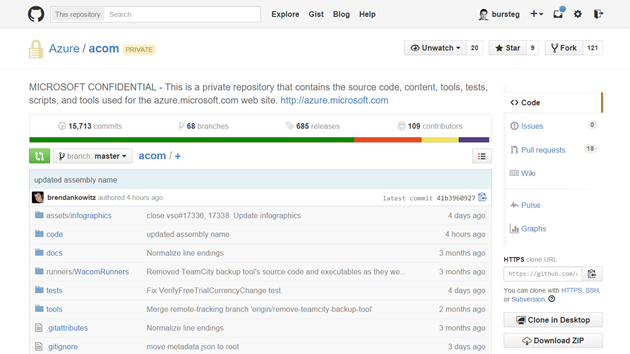 This repository Search Explore Gist Blog Help bursteg
Azure / acom PRIVATE Unwatch 20 Star 9 Fork 121
MICROSOFT CONFIDENTIAL - This is a private repository that contains the source code, content, tools, tests,
scripts, and tools used for the azure.microsoft.com web site. http://azure.microsoft.com
15,713 commits 68 branches 685 releases 109 contributors
branch: master acom / +
updated assembly name
brendankowitz authored 4 hours ago latest commit 41b3960927
assets/infographics close vso#17336, 17338: Update infographics 4 days ago
code updated assembly name 4 hours ago
docs Normalize line endings 3 months ago
runners/WacomRunners Removed TeamCity backup tool's source code and executables as they we... 3 months ago
tests Fix VerifyFreeTrialCurrencyChange test 4 days ago
tools Merge remote-tracking branch 'origin/remove-teamcity-backup-tool' 2 months ago
.gitattributes Normalize line endings 3 months ago
.gitignore move metadata json to root 3 days ago
Code
Issues 0
Pull requests 18
Wiki
Pulse
Graphs
HTTPS clone URL
https://github.com/
You can clone with HTTPS, SSH,
or Subversion.
Clone in Desktop
Download ZIP